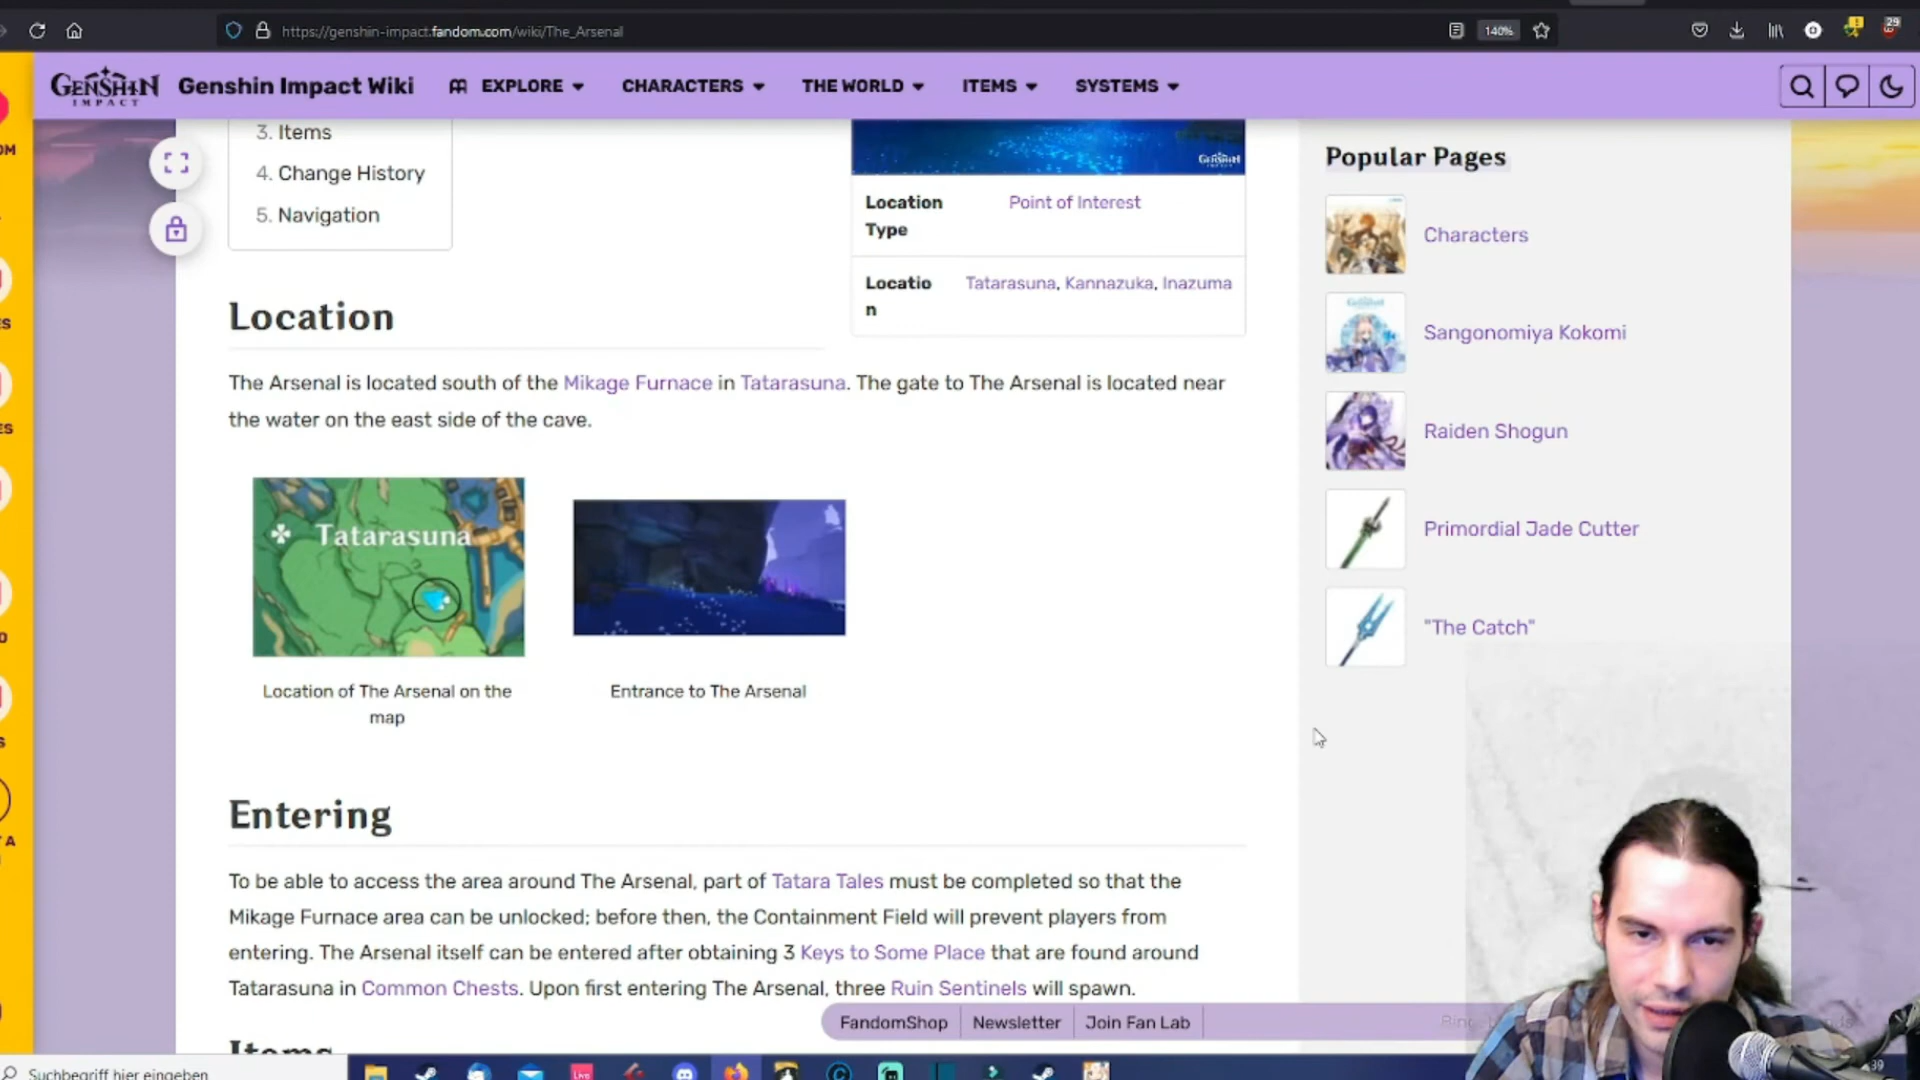 https://genshin-impact.fandom.com/wiki/The_Arsenal
140%
29
GENSHIN
IMPACT
Genshin Impact Wiki
EXPLORE
CHARACTERS
THE WORLD
ITEMS
SYSTEMS
3. Items
4. Change History
5. Navigation
GENSHIN
Location Type
Point of Interest
Locatio
n
Tatarasuna, Kannazuka, Inazuma
Location
The Arsenal is located south of the Mikage Furnace in Tatarasuna. The gate to The Arsenal is located near
the water on the east side of the cave.
Tatarasuna
Location of The Arsenal on the
map
Entrance to The Arsenal
Entering
To be able to access the area around The Arsenal, part of Tatara Tales must be completed so that the
Mikage Furnace area can be unlocked; before then, the Containment Field will prevent players from
entering. The Arsenal itself can be entered after obtaining 3 Keys to Some Place that are found around
Tatarasuna in Common Chests. Upon first entering The Arsenal, three Ruin Sentinels will spawn.
Items
Popular Pages
Characters
Sangonomiya Kokomi
Raiden Shogun
Primordial Jade Cutter
"The Catch"
FandomShop
Newsletter
Join Fan Lab
Suchbegriff hier eingeben
Live
:39